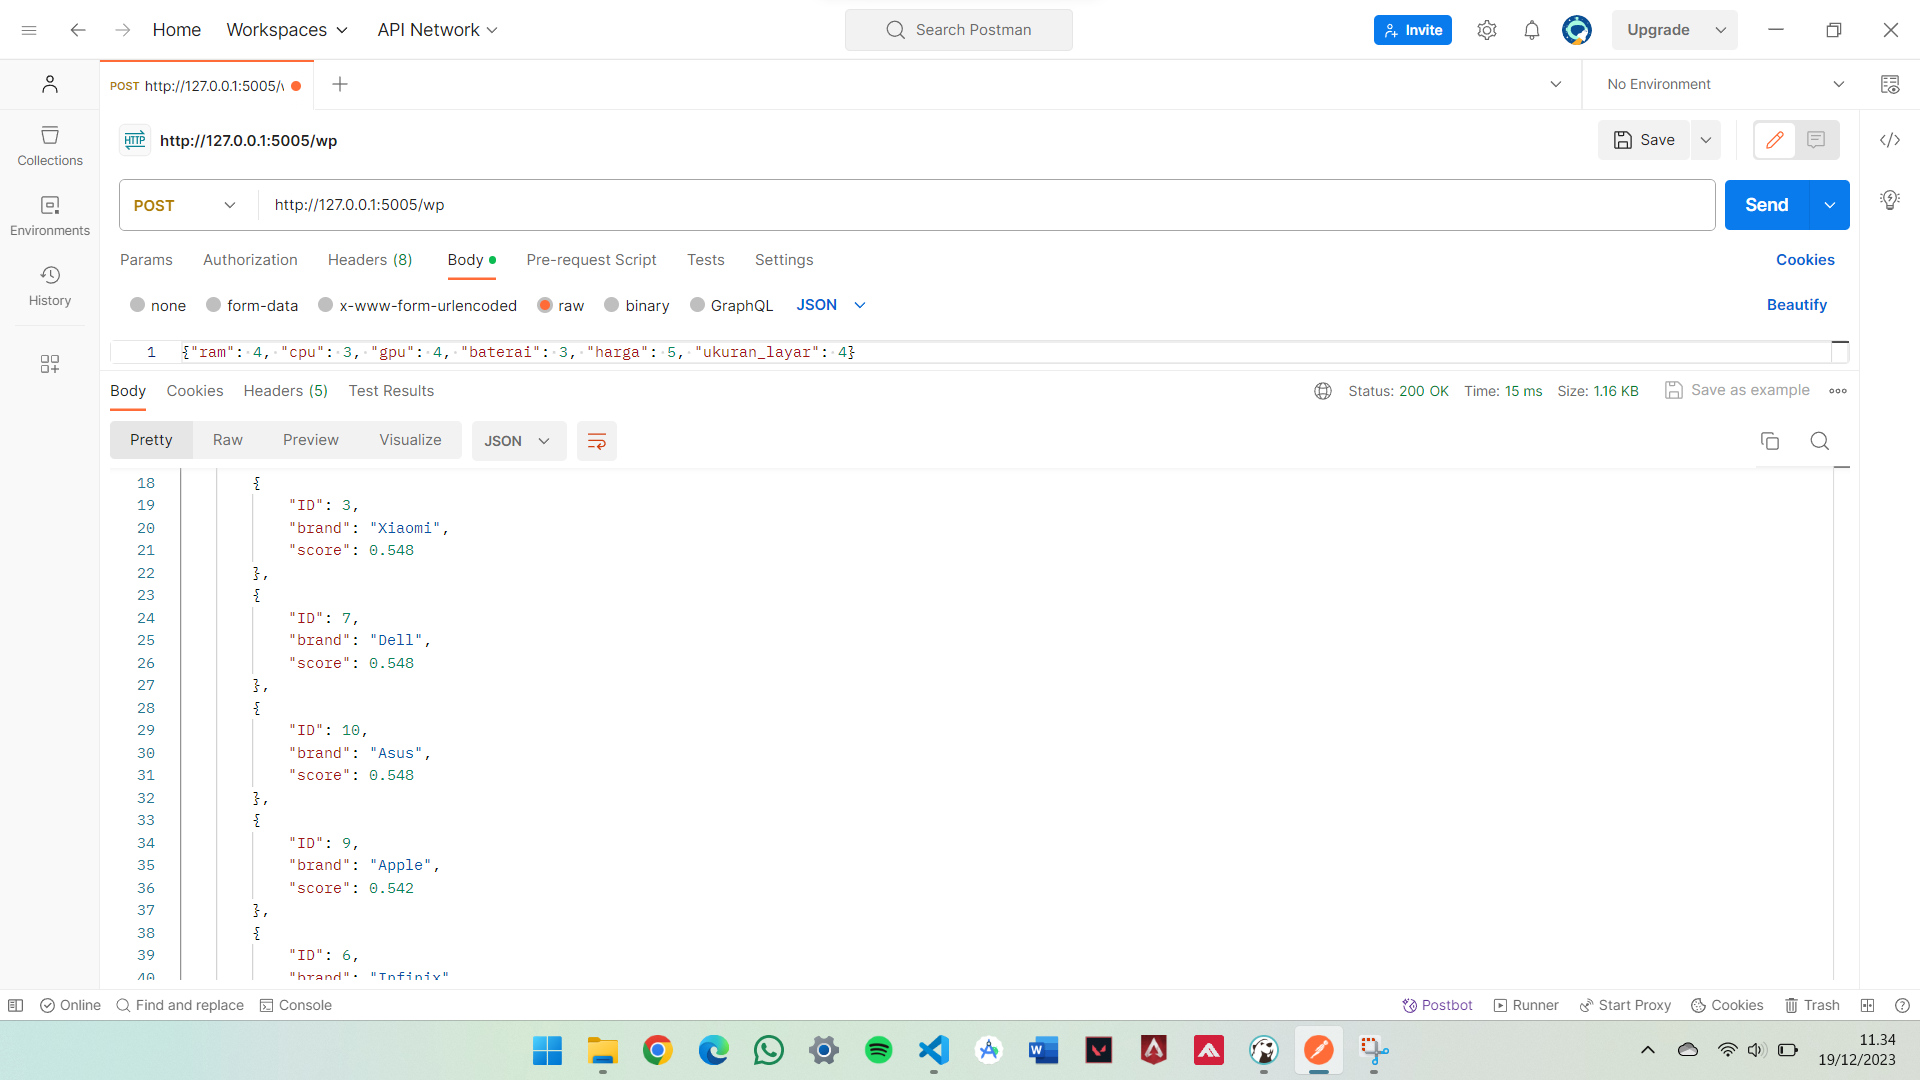 Home Workspaces API Network Search Postman Invite Upgrade
POST http://127.0.0.1:5005/\ No Environment
HTTP http://127.0.0.1:5005/wp Save
Collections
Environments
History
POST http://127.0.0.1:5005/wp Send
Params Authorization Headers (8) Body Pre-request Script Tests Settings Cookies
none form-data x-www-form-urlencoded raw binary GraphQL JSON Beautify
1 {"ram": 4, "cpu": 3, "gpu": 4, "baterai": 3, "harga": 5, "ukuran_layar": 4}
Body Cookies Headers (5) Test Results Status: 200 OK Time: 15 ms Size: 1.16 KB Save as example
Pretty Raw Preview Visualize JSON
18 {
19 "ID": 3,
20 "brand": "Xiaomi",
21 "score": 0.548
22 },
23 {
24 "ID": 7,
25 "brand": "Dell",
26 "score": 0.548
27 },
28 {
29 "ID": 10,
30 "brand": "Asus",
31 "score": 0.548
32 },
33 {
34 "ID": 9,
35 "brand": "Apple",
36 "score": 0.542
37 },
38 {
39 "ID": 6,
40 "brand": "Infinix"
Online Find and replace Console Postbot Runner Start Proxy Cookies Trash
11.34
19/12/2023